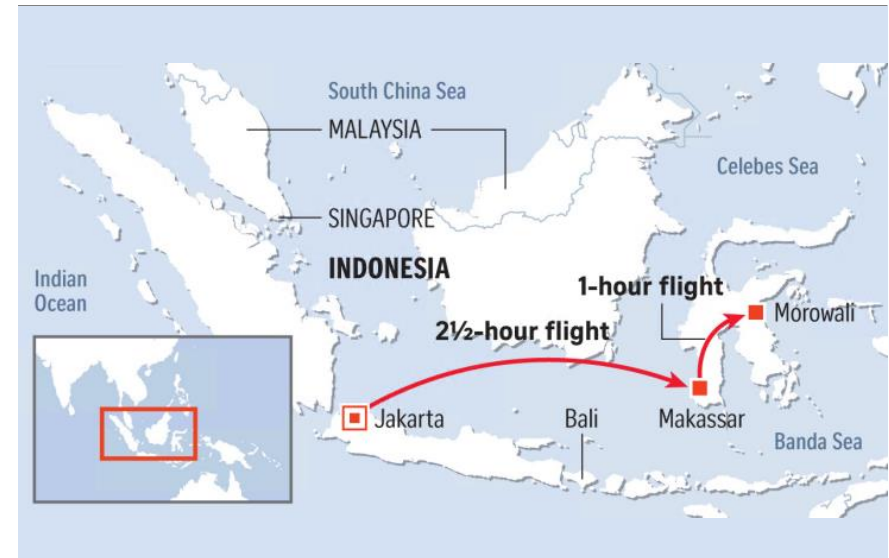 South China Sea
MALAYSIA
Celebes Sea
SINGAPORE
INDONESIA
Indian
Ocean
1-hour flight
Morowali
2½-hour flight
Jakarta
Bali
Makassar
Banda Sea